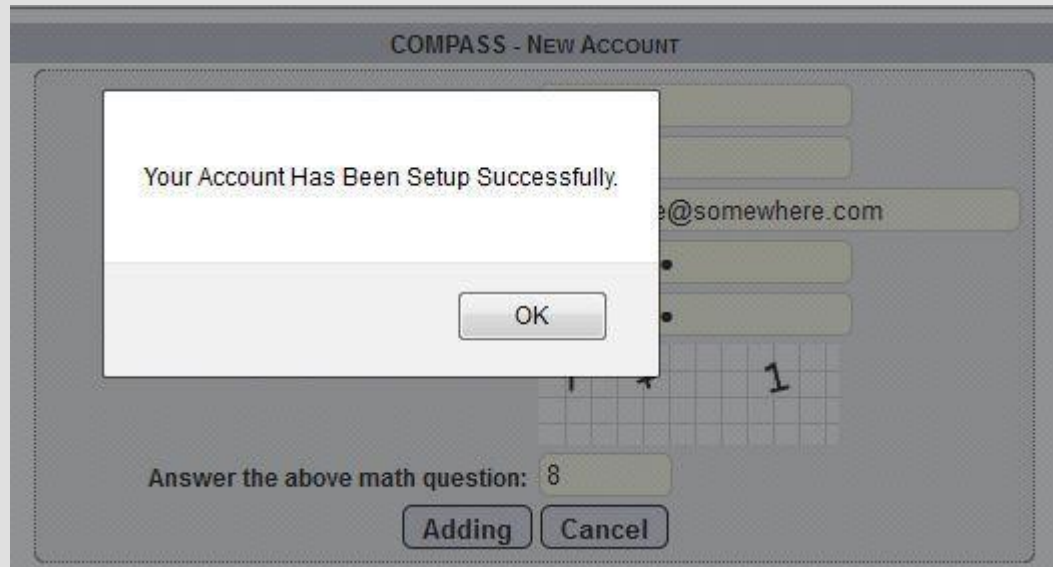 COMPASS - NEW ACCOUNT
Your Account Has Been Setup Successfully.
@somewhere.com
OK
1
Answer the above math question: 8
Adding Cancel